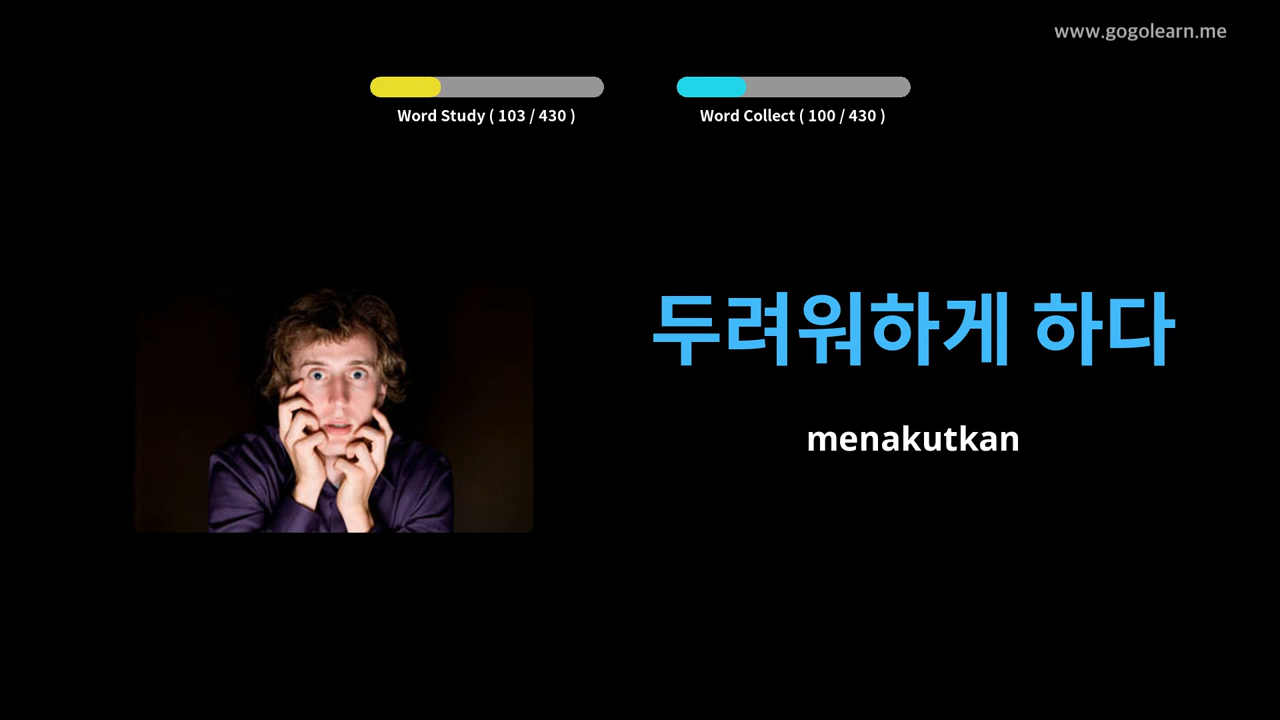 www.gogolearn.me
Word Study ( 103 / 430 )
Word Collect ( 100 / 430 )
두려워하게 하다
menakutkan